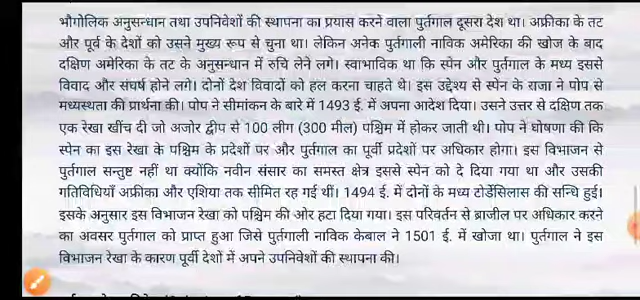 भौगोलिक अनुसन्धान तथा उपनिवेशों की स्थापना का प्रयास करने वाला पुर्तगाल दूसरा देश था। अफ्रीका के तट
और पूर्व के देशों को उसने मुख्य रूप से चुना था। लेकिन अनेक पुर्तगाली नाविक अमेरिका की खोज के बाद
दक्षिण अमेरिका के तट के अनुसन्धान में रुचि लेने लगे। स्वाभाविक था कि स्पेन और पुर्तगाल के मध्य इससे
विवाद और संघर्ष होने लगे। दोनों देश विवादों को हल करना चाहते थे। इस उद्देश्य से स्पेन के राजा ने पोप से
मध्यस्थता की प्रार्थना की। पोप ने सीमांकन के बारे में 1493 ई. में अपना आदेश दिया। उसने उत्तर से दक्षिण तक
एक रेखा खींच दी जो अजोर द्वीप से 100 लीग (300 मील) पश्चिम में होकर जाती थी। पोप ने घोषणा की कि
स्पेन का इस रेखा के पश्चिम के प्रदेशों पर और पुर्तगाल का पूर्वी प्रदेशों पर अधिकार होगा। इस विभाजन से
पुर्तगाल सन्तुष्ट नहीं था क्योंकि नवीन संसार का समस्त क्षेत्र इससे स्पेन को दे दिया गया था और उसकी
गतिविधियाँ अफ्रीका और एशिया तक सीमित रह गई थीं। 1494 ई. में दोनों के मध्य टोर्डेसिलास की सन्धि हुई।
इसके अनुसार इस विभाजन रेखा को पश्चिम की ओर हटा दिया गया। इस परिवर्तन से ब्राजील पर अधिकार करने
का अवसर पुर्तगाल को प्राप्त हुआ जिसे पुर्तगाली नाविक केबाल ने 1501 ई. में खोजा था। पुर्तगाल ने इस
विभाजन रेखा के कारण पूर्वी देशों में अपने उपनिवेशों की स्थापना की।